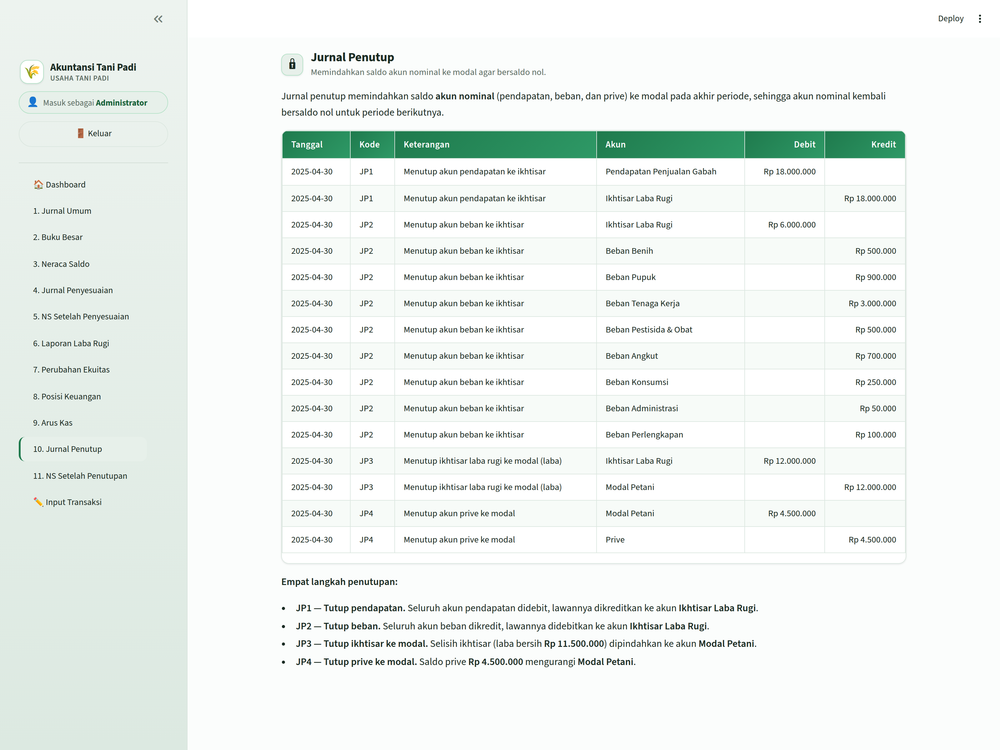 Deploy
Akuntansi Tani Padi
USAHA TANI PADI
Masuk sebagai Administrator
Keluar
Dashboard
1. Jurnal Umum
2. Buku Besar
3. Neraca Saldo
4. Jurnal Penyesuaian
5. NS Setelah Penyesuaian
6. Laporan Laba Rugi
7. Perubahan Ekuitas
8. Posisi Keuangan
9. Arus Kas
10. Jurnal Penutup
11. NS Setelah Penutupan
Input Transaksi
Jurnal Penutup
Memindahkan saldo akun nominal ke modal agar bersaldo nol.
Jurnal penutup memindahkan saldo akun nominal (pendapatan, beban, dan prive) ke modal pada akhir periode, sehingga akun nominal kembali
bersaldo nol untuk periode berikutnya.
Tanggal Kode Keterangan Akun Debit Kredit
2025-04-30 JP1 Menutup akun pendapatan ke ikhtisar Pendapatan Penjualan Gabah Rp 18.000.000
2025-04-30 JP1 Menutup akun pendapatan ke ikhtisar Ikhtisar Laba Rugi Rp 18.000.000
2025-04-30 JP2 Menutup akun beban ke ikhtisar Ikhtisar Laba Rugi Rp 6.000.000
2025-04-30 JP2 Menutup akun beban ke ikhtisar Beban Benih Rp 500.000
2025-04-30 JP2 Menutup akun beban ke ikhtisar Beban Pupuk Rp 900.000
2025-04-30 JP2 Menutup akun beban ke ikhtisar Beban Tenaga Kerja Rp 3.000.000
2025-04-30 JP2 Menutup akun beban ke ikhtisar Beban Pestisida & Obat Rp 500.000
2025-04-30 JP2 Menutup akun beban ke ikhtisar Beban Angkut Rp 700.000
2025-04-30 JP2 Menutup akun beban ke ikhtisar Beban Konsumsi Rp 250.000
2025-04-30 JP2 Menutup akun beban ke ikhtisar Beban Administrasi Rp 50.000
2025-04-30 JP2 Menutup akun beban ke ikhtisar Beban Perlengkapan Rp 100.000
2025-04-30 JP3 Menutup ikhtisar laba rugi ke modal (laba) Ikhtisar Laba Rugi Rp 12.000.000
2025-04-30 JP3 Menutup ikhtisar laba rugi ke modal (laba) Modal Petani Rp 12.000.000
2025-04-30 JP4 Menutup akun prive ke modal Modal Petani Rp 4.500.000
2025-04-30 JP4 Menutup akun prive ke modal Prive Rp 4.500.000
Empat langkah penutupan:
• JP1 — Tutup pendapatan. Seluruh akun pendapatan didebit, lawannya dikreditkan ke akun Ikhtisar Laba Rugi.
• JP2 — Tutup beban. Seluruh akun beban dikredit, lawannya didebitkan ke akun Ikhtisar Laba Rugi.
• JP3 — Tutup ikhtisar ke modal. Selisih ikhtisar (laba bersih Rp 11.500.000) dipindahkan ke akun Modal Petani.
• JP4 — Tutup prive ke modal. Saldo prive Rp 4.500.000 mengurangi Modal Petani.